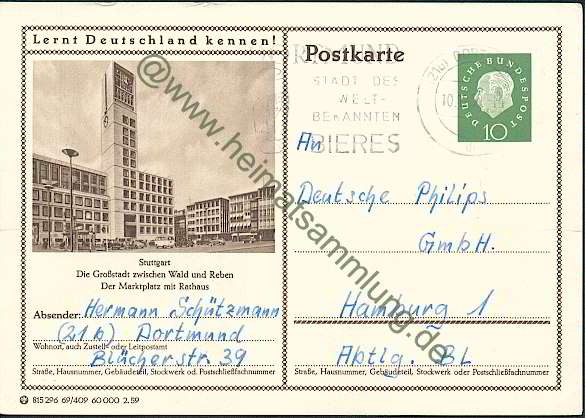 Lernt Deutschland kennen!
Stuttgart
Die Großstadt zwischen Wald und Reben
Der Marktplatz mit Rathaus
Absender: Hermann Schützmann
(21b) Dortmund
Wohnort, auch Zustell- oder Leitpostamt
Blücherstr. 39
Straße, Hausnummer, Gebäudeteil, Stockwerk od. Postschließfachnummer
815 296 69/409 60 000 2.59
Postkarte
DORTMUND
STADT DES
WELT-
BEKANNTEN
BIERES
DEUTSCHE BUNDESPOST
10
An
Deutsche Philips
GmbH.
Hamburg 1
Abtlg. BL
Straße, Hausnummer, Gebäudeteil, Stockwerk oder Postschließfachnummer
@www.heimatsammlung.de